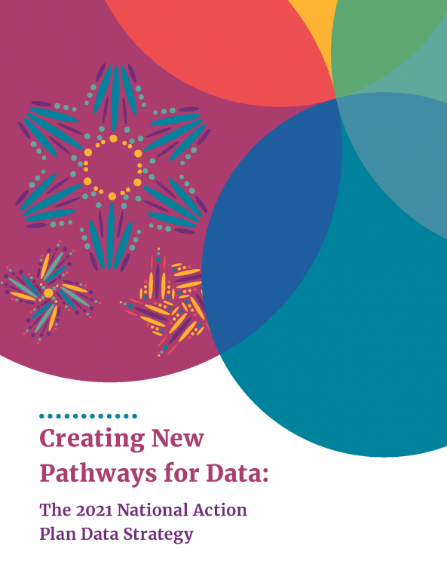 Creating New
Pathways for Data:
The 2021 National Action
Plan Data Strategy